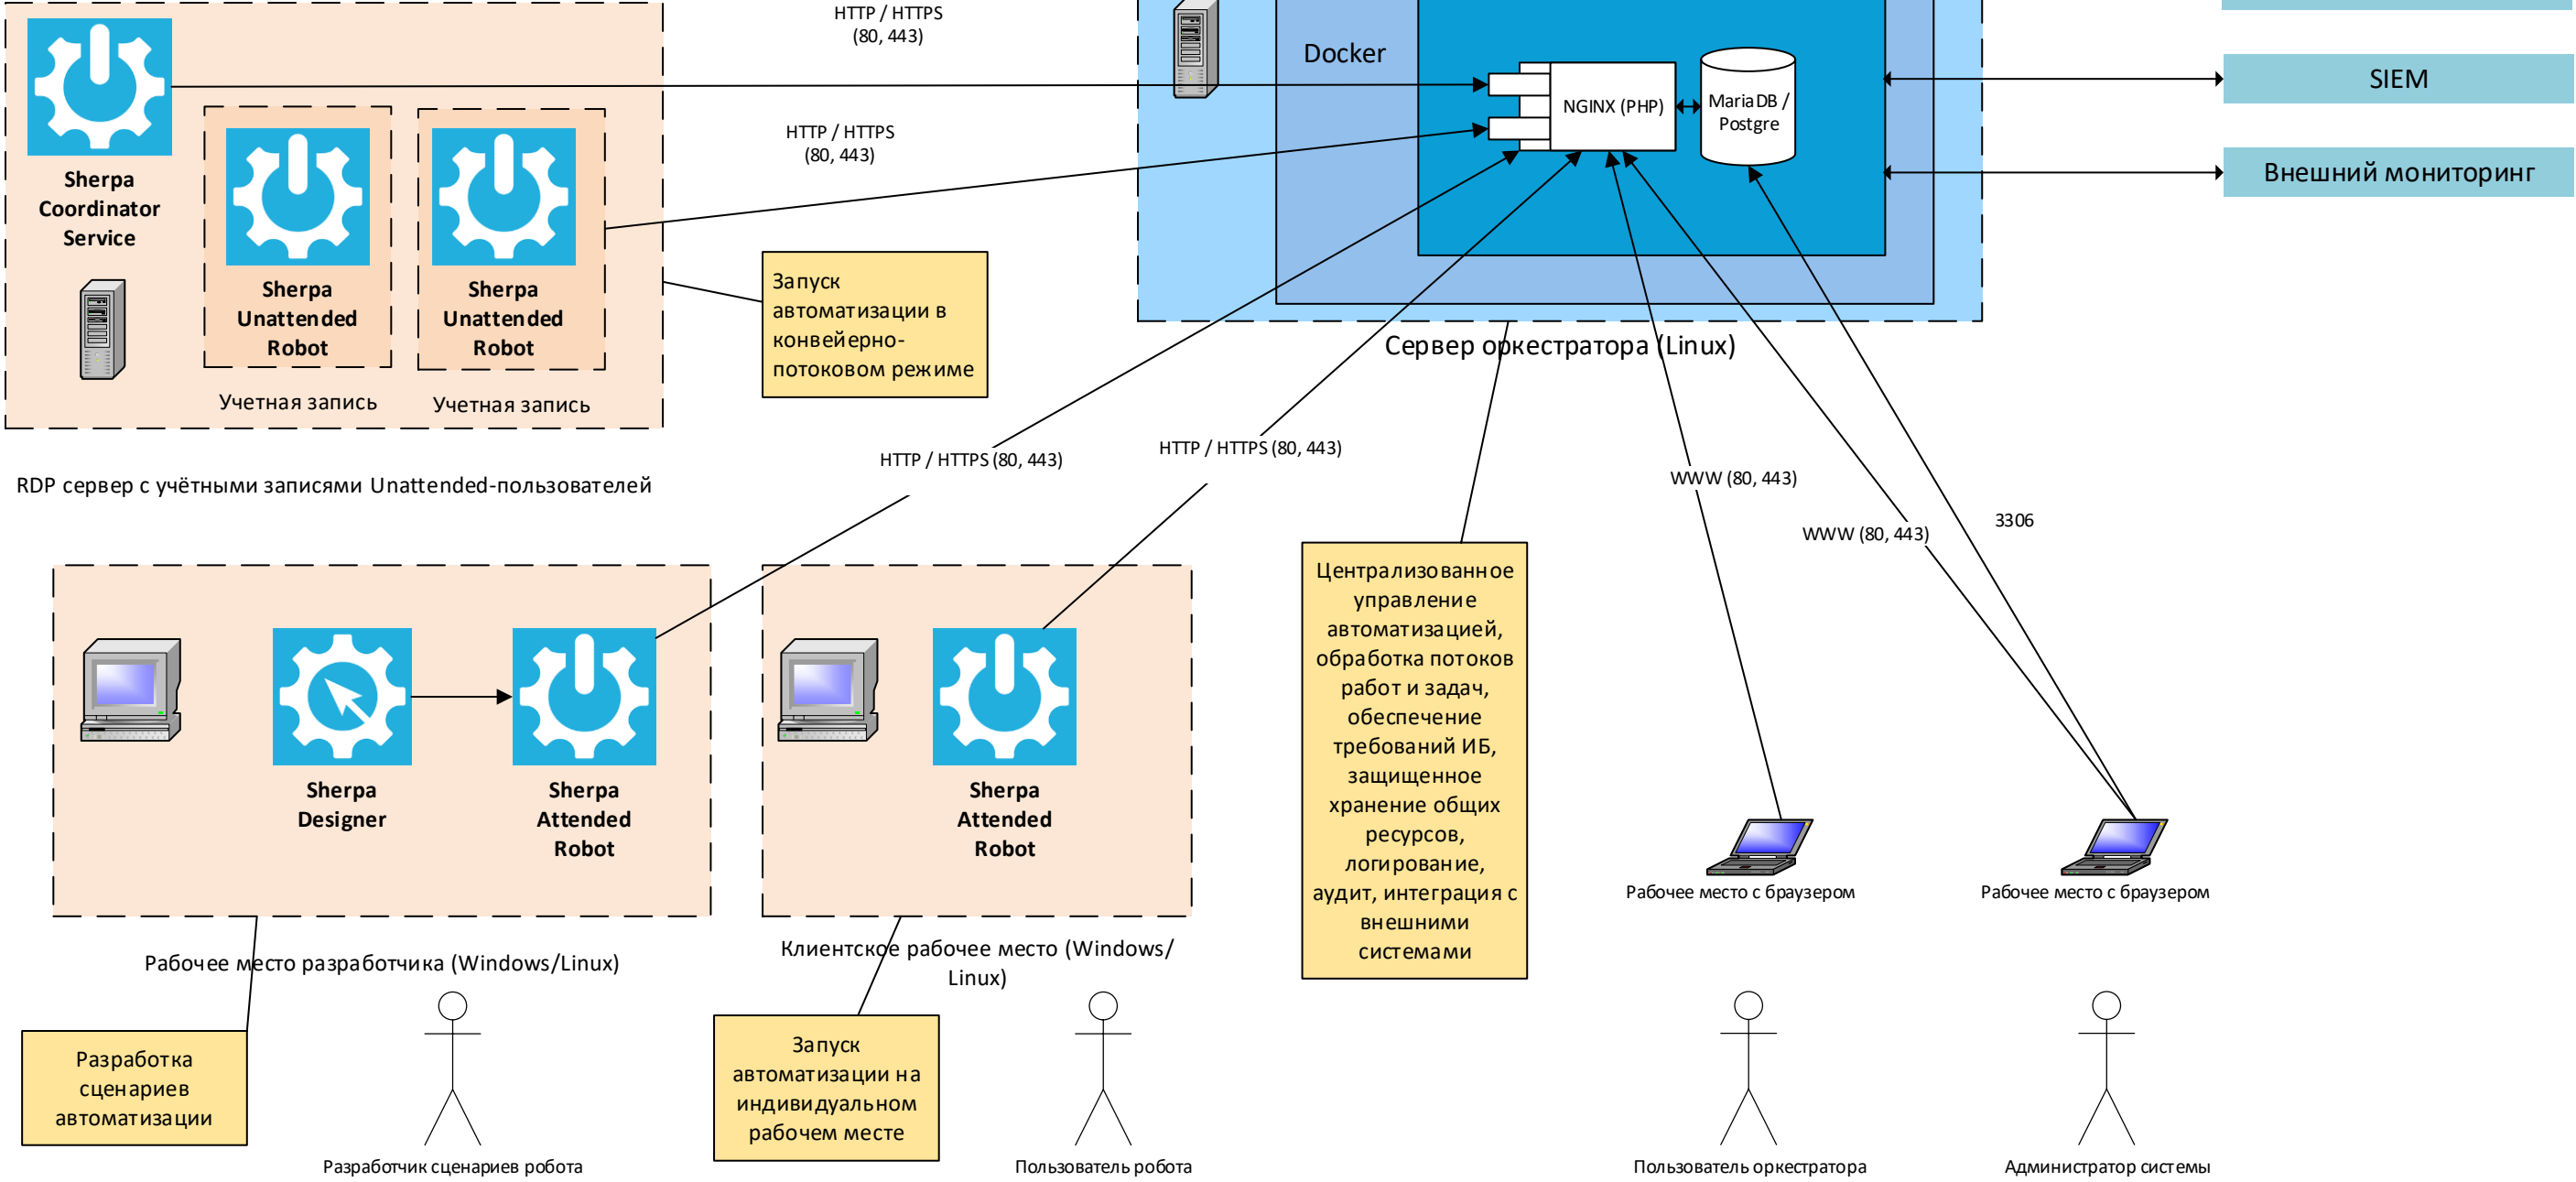 HTTP / HTTPS
(80, 443)
Docker
NGINX (PHP)
MariaDB /
Postgre
SIEM
Внешний мониторинг
HTTP / HTTPS
(80, 443)
Sherpa
Coordinator
Service
Sherpa
Unattended
Robot
Sherpa
Unattended
Robot
Учетная запись
Учетная запись
Запуск
автоматизации в
конвейерно-
потоковом режиме
Сервер оркестратора (Linux)
RDP сервер с учётными записями Unattended-пользователей
HTTP / HTTPS (80, 443)
HTTP / HTTPS (80, 443)
WWW (80, 443)
WWW (80, 443)
3306
Sherpa
Designer
Sherpa
Attended
Robot
Sherpa
Attended
Robot
Централизованное
управление
автоматизацией,
обработка потоков
работ и задач,
обеспечение
требований ИБ,
защищенное
хранение общих
ресурсов,
логирование,
аудит, интеграция с
внешними
системами
Рабочее место с браузером
Рабочее место с браузером
Рабочее место разработчика (Windows/Linux)
Клиентское рабочее место (Windows/
Linux)
Разработка
сценариев
автоматизации
Запуск
автоматизации на
индивидуальном
рабочем месте
Разработчик сценариев робота
Пользователь робота
Пользователь оркестратора
Администратор системы